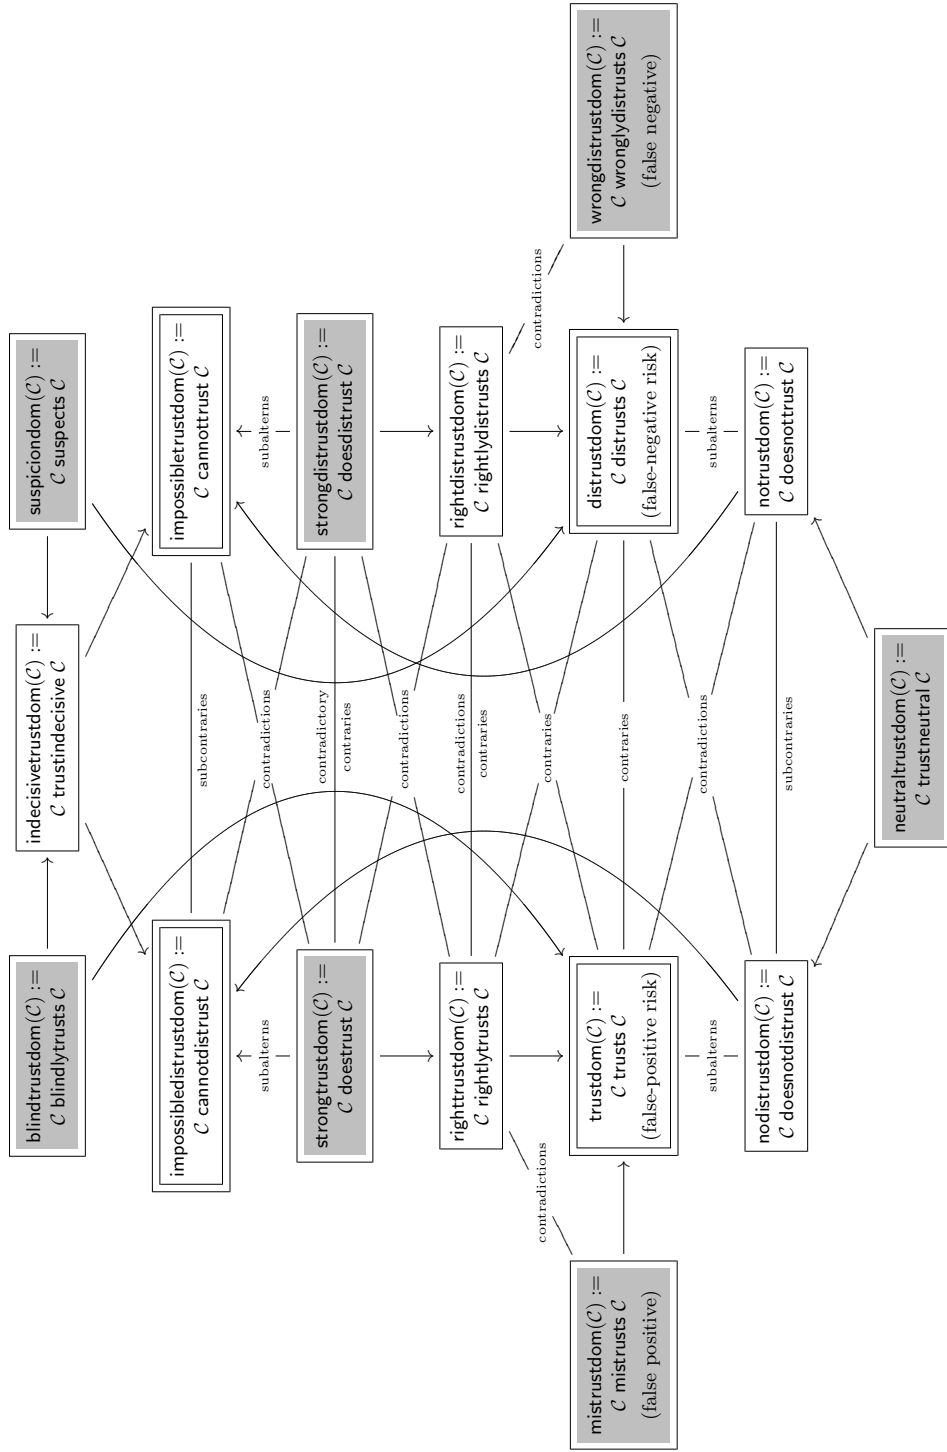 blindtrustdom(𝒞) :=
𝒞 blindlytrusts 𝒞
indecisivetrustdom(𝒞) :=
𝒞 trustindecisive 𝒞
suspiciondom(𝒞) :=
𝒞 suspects 𝒞
impossibledistrustdom(𝒞) :=
𝒞 cannotdistrust 𝒞
subcontraries
impossibletrustdom(𝒞) :=
𝒞 cannottrust 𝒞
subalterns
contradictions
subalterns
strongtrustdom(𝒞) :=
𝒞 doestrust 𝒞
contradictory
contraries
strongdistrustdom(𝒞) :=
𝒞 doesdistrust 𝒞
contradictions
righttrustdom(𝒞) :=
𝒞 rightlytrusts 𝒞
contradictions
contraries
rightdistrustdom(𝒞) :=
𝒞 rightlydistrusts 𝒞
contradictions
contraries
contradictions
mistrustdom(𝒞) :=
𝒞 mistrusts 𝒞
(false positive)
trustdom(𝒞) :=
𝒞 trusts 𝒞
(false-positive risk)
contraries
distrustdom(𝒞) :=
𝒞 distrusts 𝒞
(false-negative risk)
wrongdistrustdom(𝒞) :=
𝒞 wronglydistrusts 𝒞
(false negative)
subalterns
contradictions
subalterns
nodistrustdom(𝒞) :=
𝒞 doesnotdistrust 𝒞
subcontraries
notrustdom(𝒞) :=
𝒞 doesnottrust 𝒞
neutraltrustdom(𝒞) :=
𝒞 trustneutral 𝒞